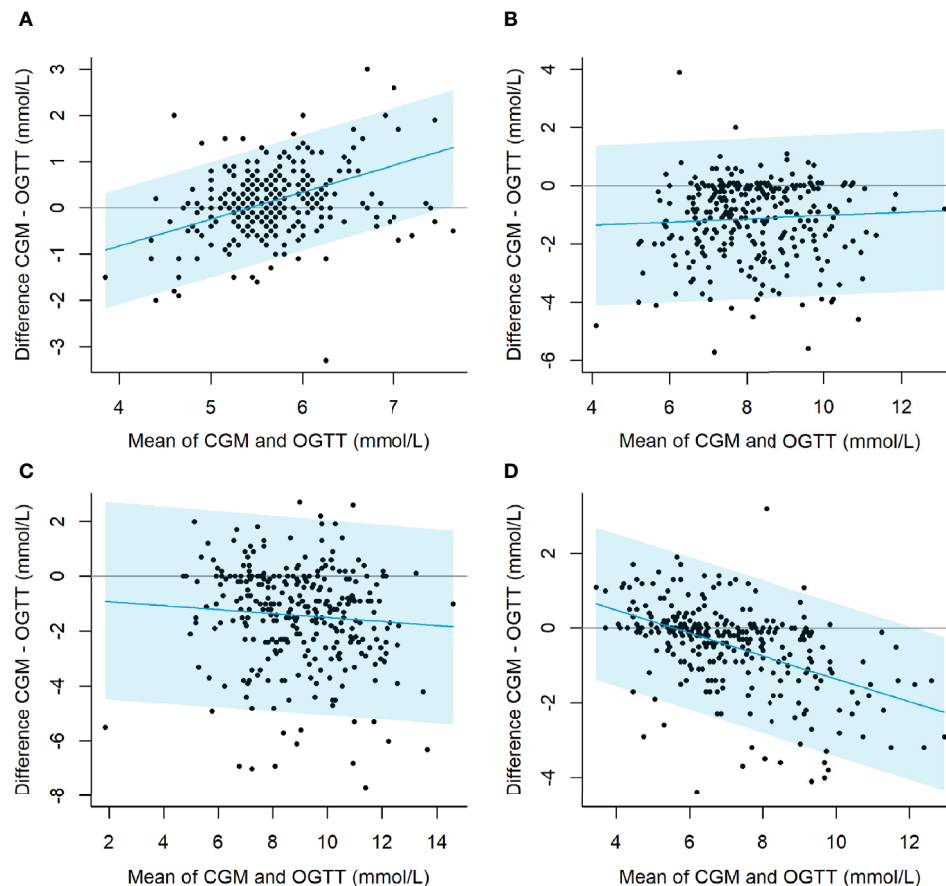 A
Difference CGM - OGTT (mmol/L)
3
2
1
0
-1
-2
-3
4 5 6 7
Mean of CGM and OGTT (mmol/L)
B
Difference CGM - OGTT (mmol/L)
4
2
0
-2
-4
-6
4 6 8 10 12
Mean of CGM and OGTT (mmol/L)
C
Difference CGM - OGTT (mmol/L)
2
0
-2
-4
-6
-8
2 4 6 8 10 12 14
Mean of CGM and OGTT (mmol/L)
D
Difference CGM - OGTT (mmol/L)
2
0
-2
-4
4 6 8 10 12
Mean of CGM and OGTT (mmol/L)